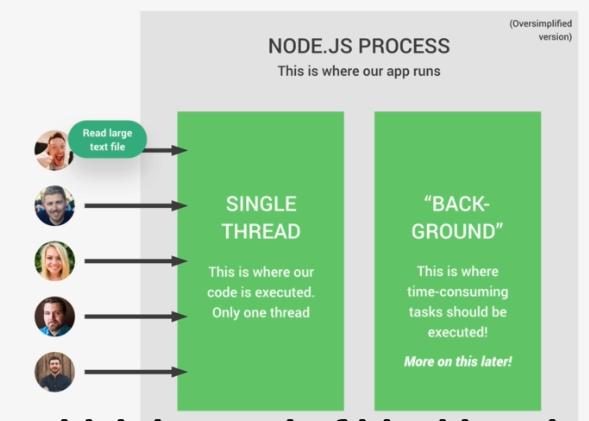 (Oversimplified
version)
NODE.JS PROCESS
This is where our app runs
Read large
text file
SINGLE
THREAD
This is where our
code is executed.
Only one thread
“BACK-
GROUND”
This is where
time-consuming
tasks should be
executed!
More on this later!